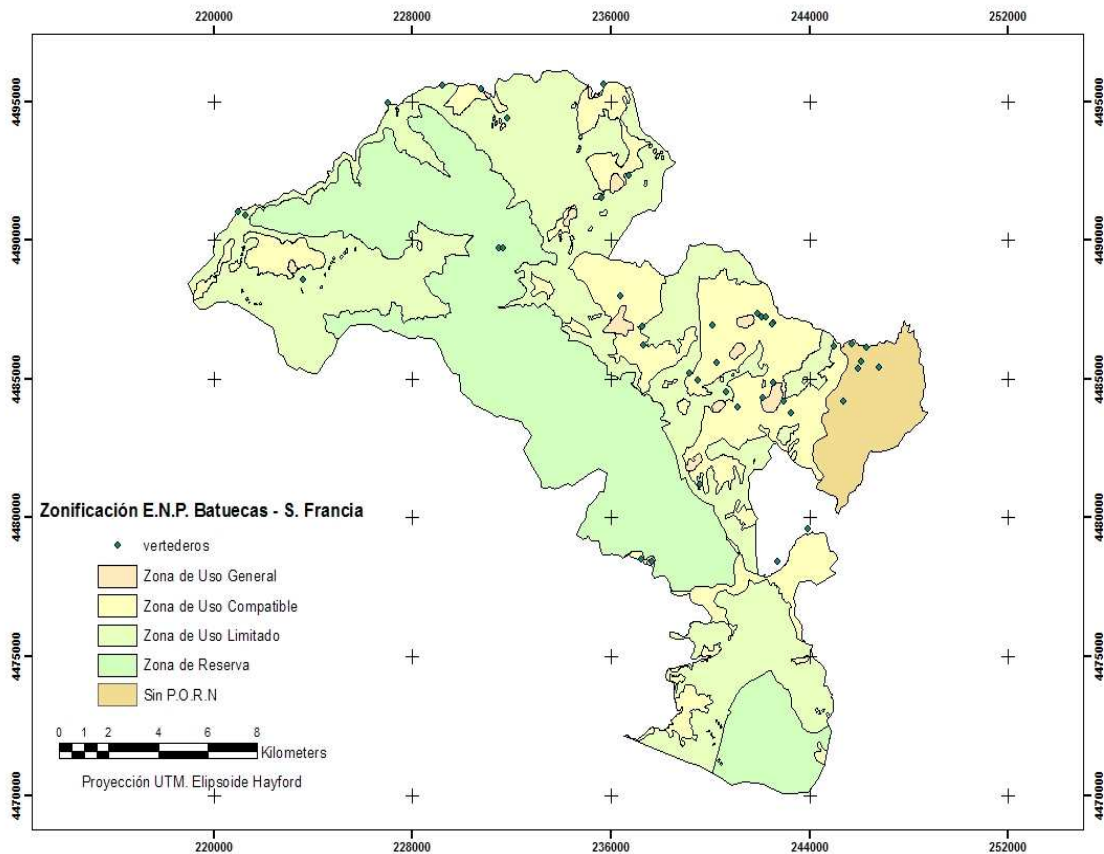 220000 228000 236000 244000 252000
4495000 4495000
4490000 4490000
4485000 4485000
4480000 4480000
4475000 4475000
4470000 4470000
Zonificación E.N.P. Batuecas - S. Francia
vertederos
Zona de Uso General
Zona de Uso Compatible
Zona de Uso Limitado
Zona de Reserva
Sin P.O.R.N
0 1 2 4 6 8
Kilometers
Proyección UTM. Elipsoide Hayford
220000 228000 236000 244000 252000